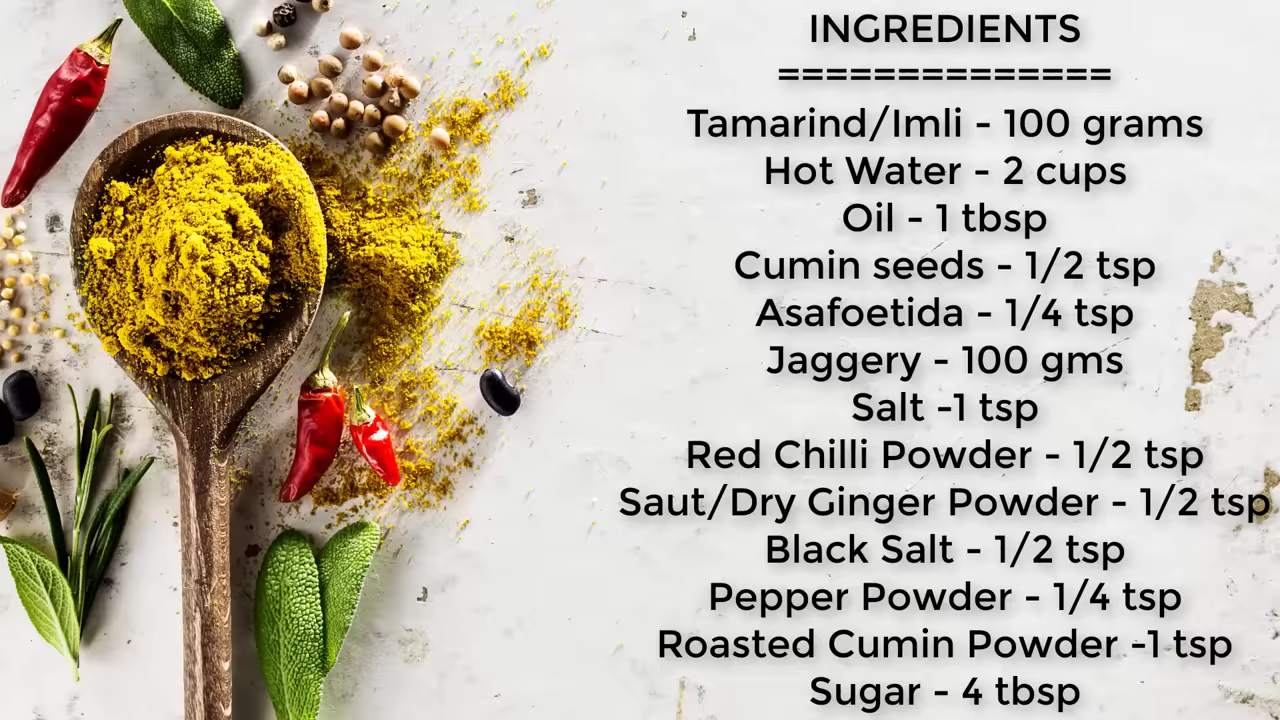 INGREDIENTS
==============
Tamarind/Imli - 100 grams
Hot Water - 2 cups
Oil - 1 tbsp
Cumin seeds - 1/2 tsp
Asafoetida - 1/4 tsp
Jaggery - 100 gms
Salt -1 tsp
Red Chilli Powder - 1/2 tsp
Saut/Dry Ginger Powder - 1/2 tsp
Black Salt - 1/2 tsp
Pepper Powder - 1/4 tsp
Roasted Cumin Powder -1 tsp
Sugar - 4 tbsp